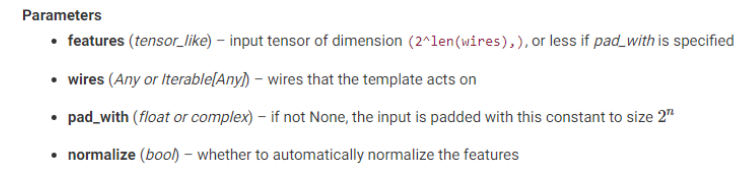 Parameters
• features (tensor_like) – input tensor of dimension (2^len(wires),), or less if pad_with is specified
• wires (Any or Iterable[Any]) – wires that the template acts on
• pad_with (float or complex) – if not None, the input is padded with this constant to size 2ⁿ
• normalize (bool) – whether to automatically normalize the features